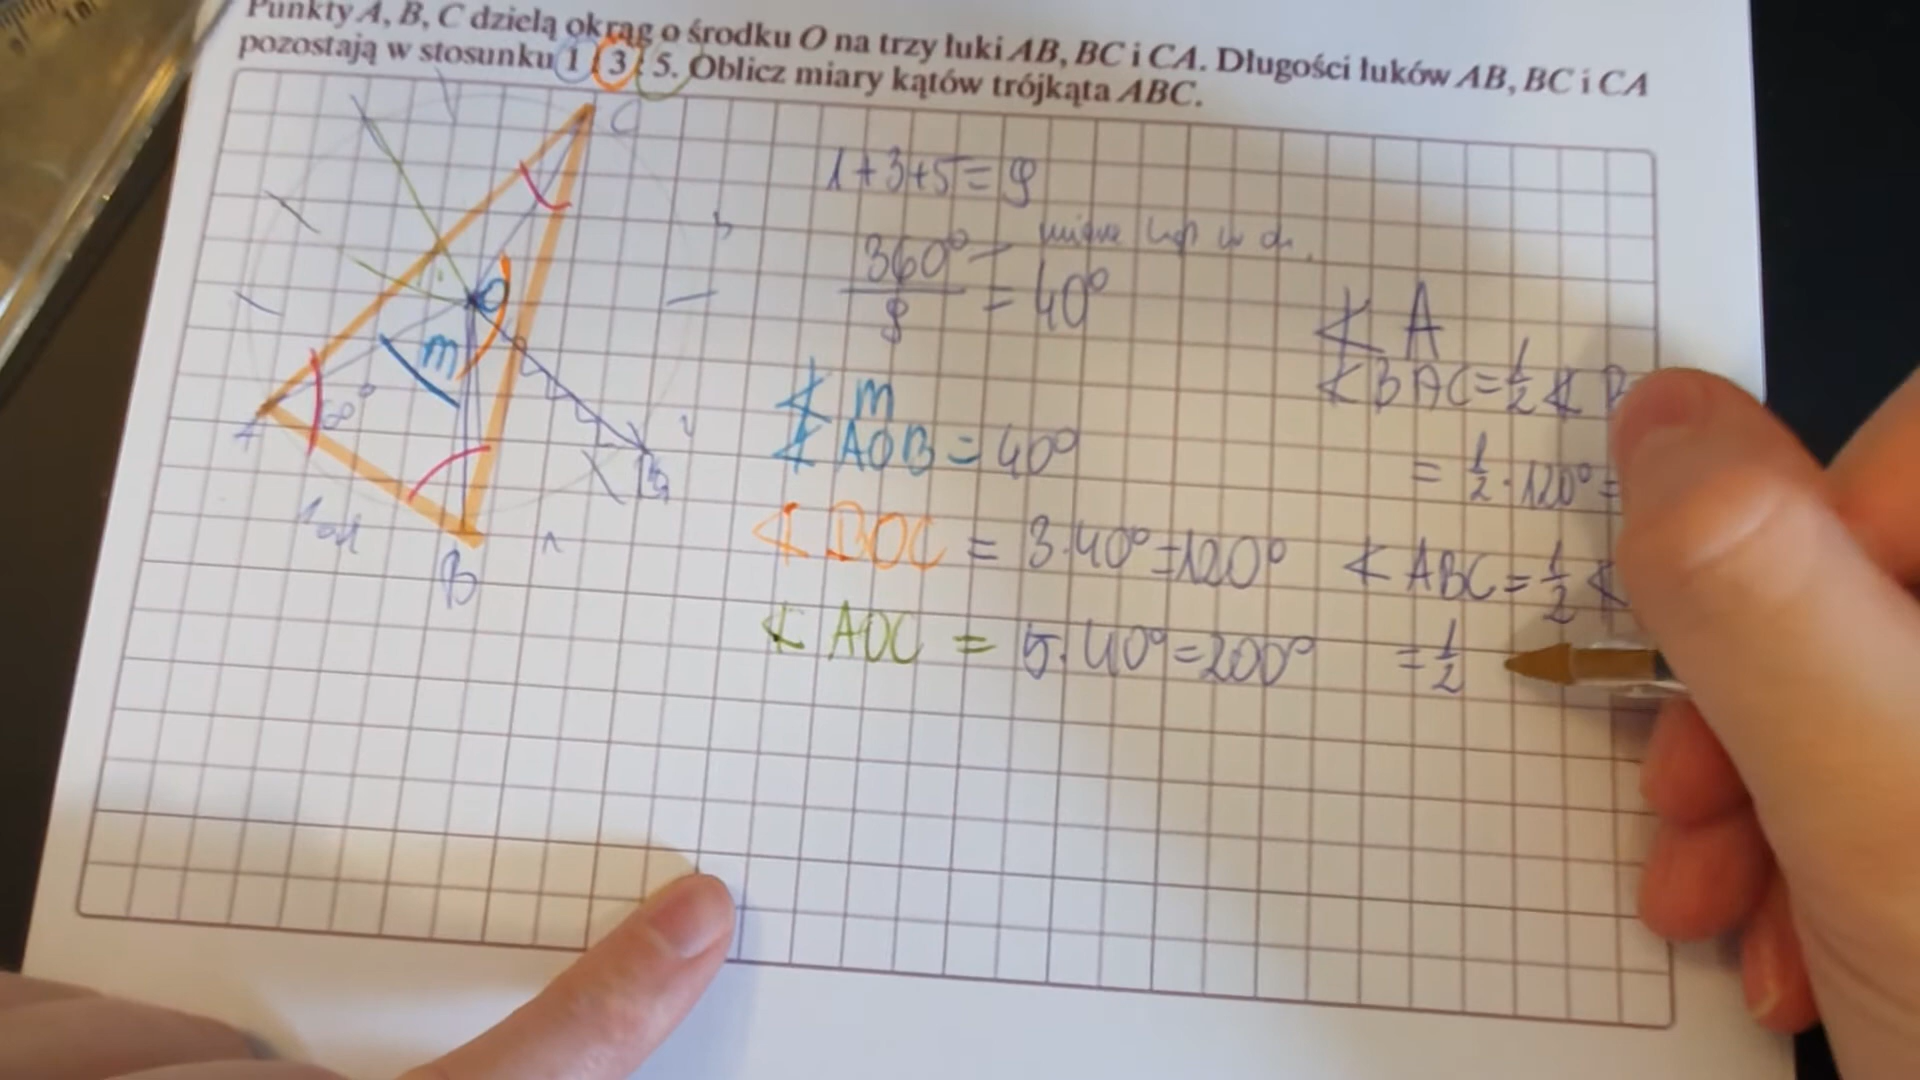 Punkty A, B, C dzielą okrąg o środku O na trzy łuki AB, BC i CA. Długości łuków AB, BC i CA
pozostają w stosunku 1 : 3 : 5. Oblicz miary kątów trójkąta ABC.
C
O
m
A
60°
B
1+3+5=9
360°
9
= 40°
∢ m
∢ AOB = 40°
∢ BOC = 3·40°=120°
∢ AOC = 5·40°=200°
∢ A
∢ BAC = 1/2 ∢ B
= 1/2 · 120° =
∢ ABC = 1/2 ∢
= 1/2